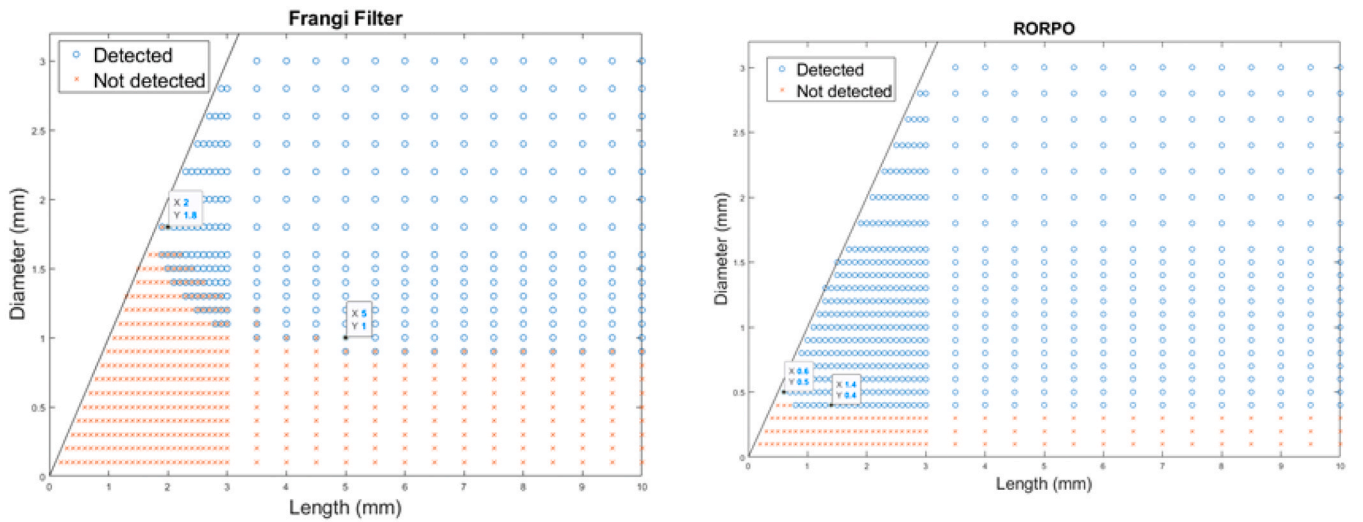 Frangi Filter
Detected
Not detected
3
2.5
2
1.5
1
0.5
0
X 2
Y 1.8
X 5
Y 1
0 1 2 3 4 5 6 7 8 9 10
Diameter (mm)
Length (mm)
RORPO
Detected
Not detected
3
2.5
2
1.5
1
0.5
0
X 0.6
Y 0.5
X 1.4
Y 0.4
0 1 2 3 4 5 6 7 8 9 10
Diameter (mm)
Length (mm)